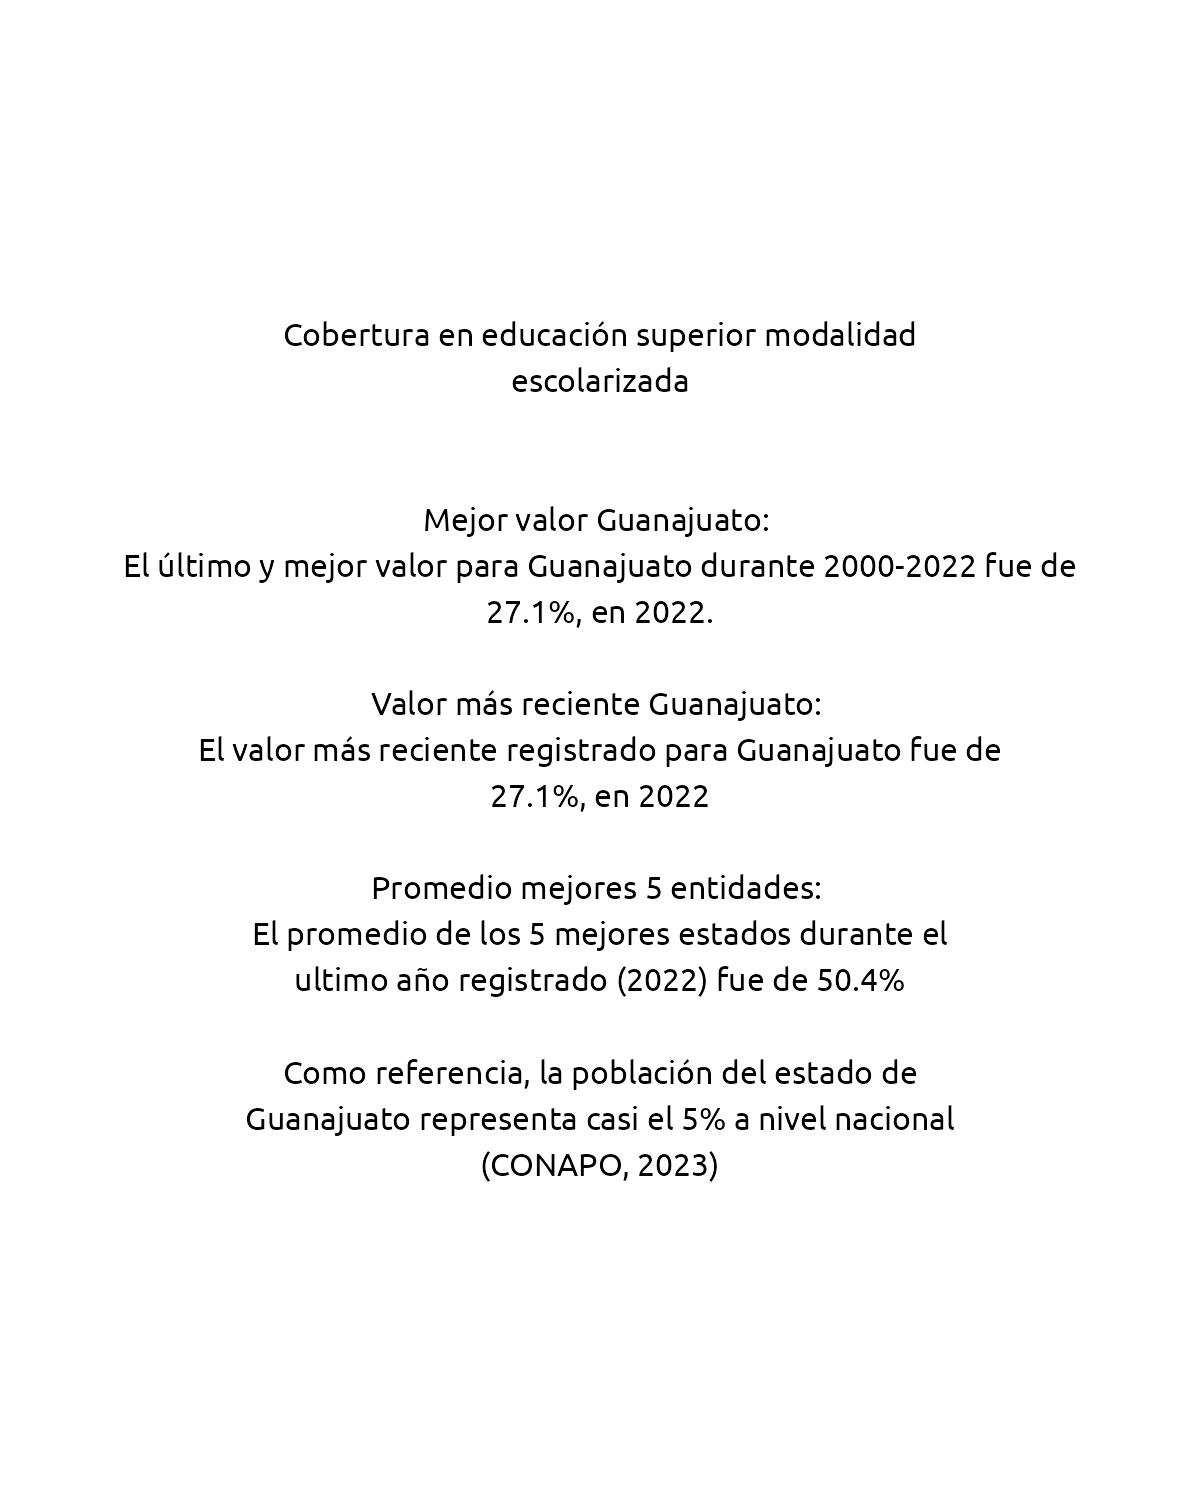 Cobertura en educación superior modalidad
escolarizada
Mejor valor Guanajuato:
El último y mejor valor para Guanajuato durante 2000-2022 fue de
27.1%, en 2022.
Valor más reciente Guanajuato:
El valor más reciente registrado para Guanajuato fue de
27.1%, en 2022
Promedio mejores 5 entidades:
El promedio de los 5 mejores estados durante el
ultimo año registrado (2022) fue de 50.4%
Como referencia, la población del estado de
Guanajuato representa casi el 5% a nivel nacional
(CONAPO, 2023)